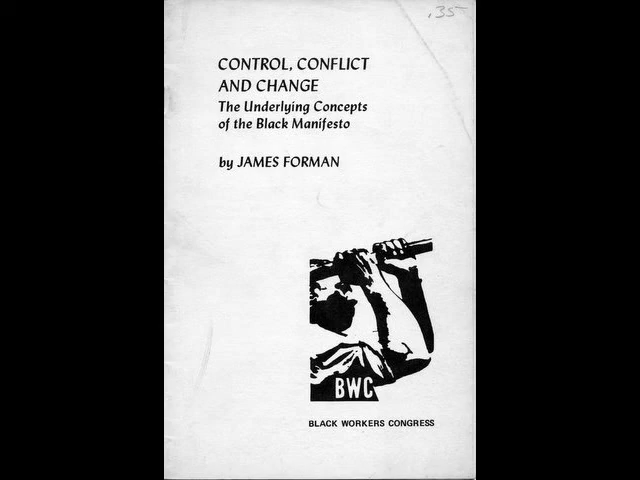 .35
CONTROL, CONFLICT
AND CHANGE
The Underlying Concepts
of the Black Manifesto
by JAMES FORMAN
BWC
BLACK WORKERS CONGRESS